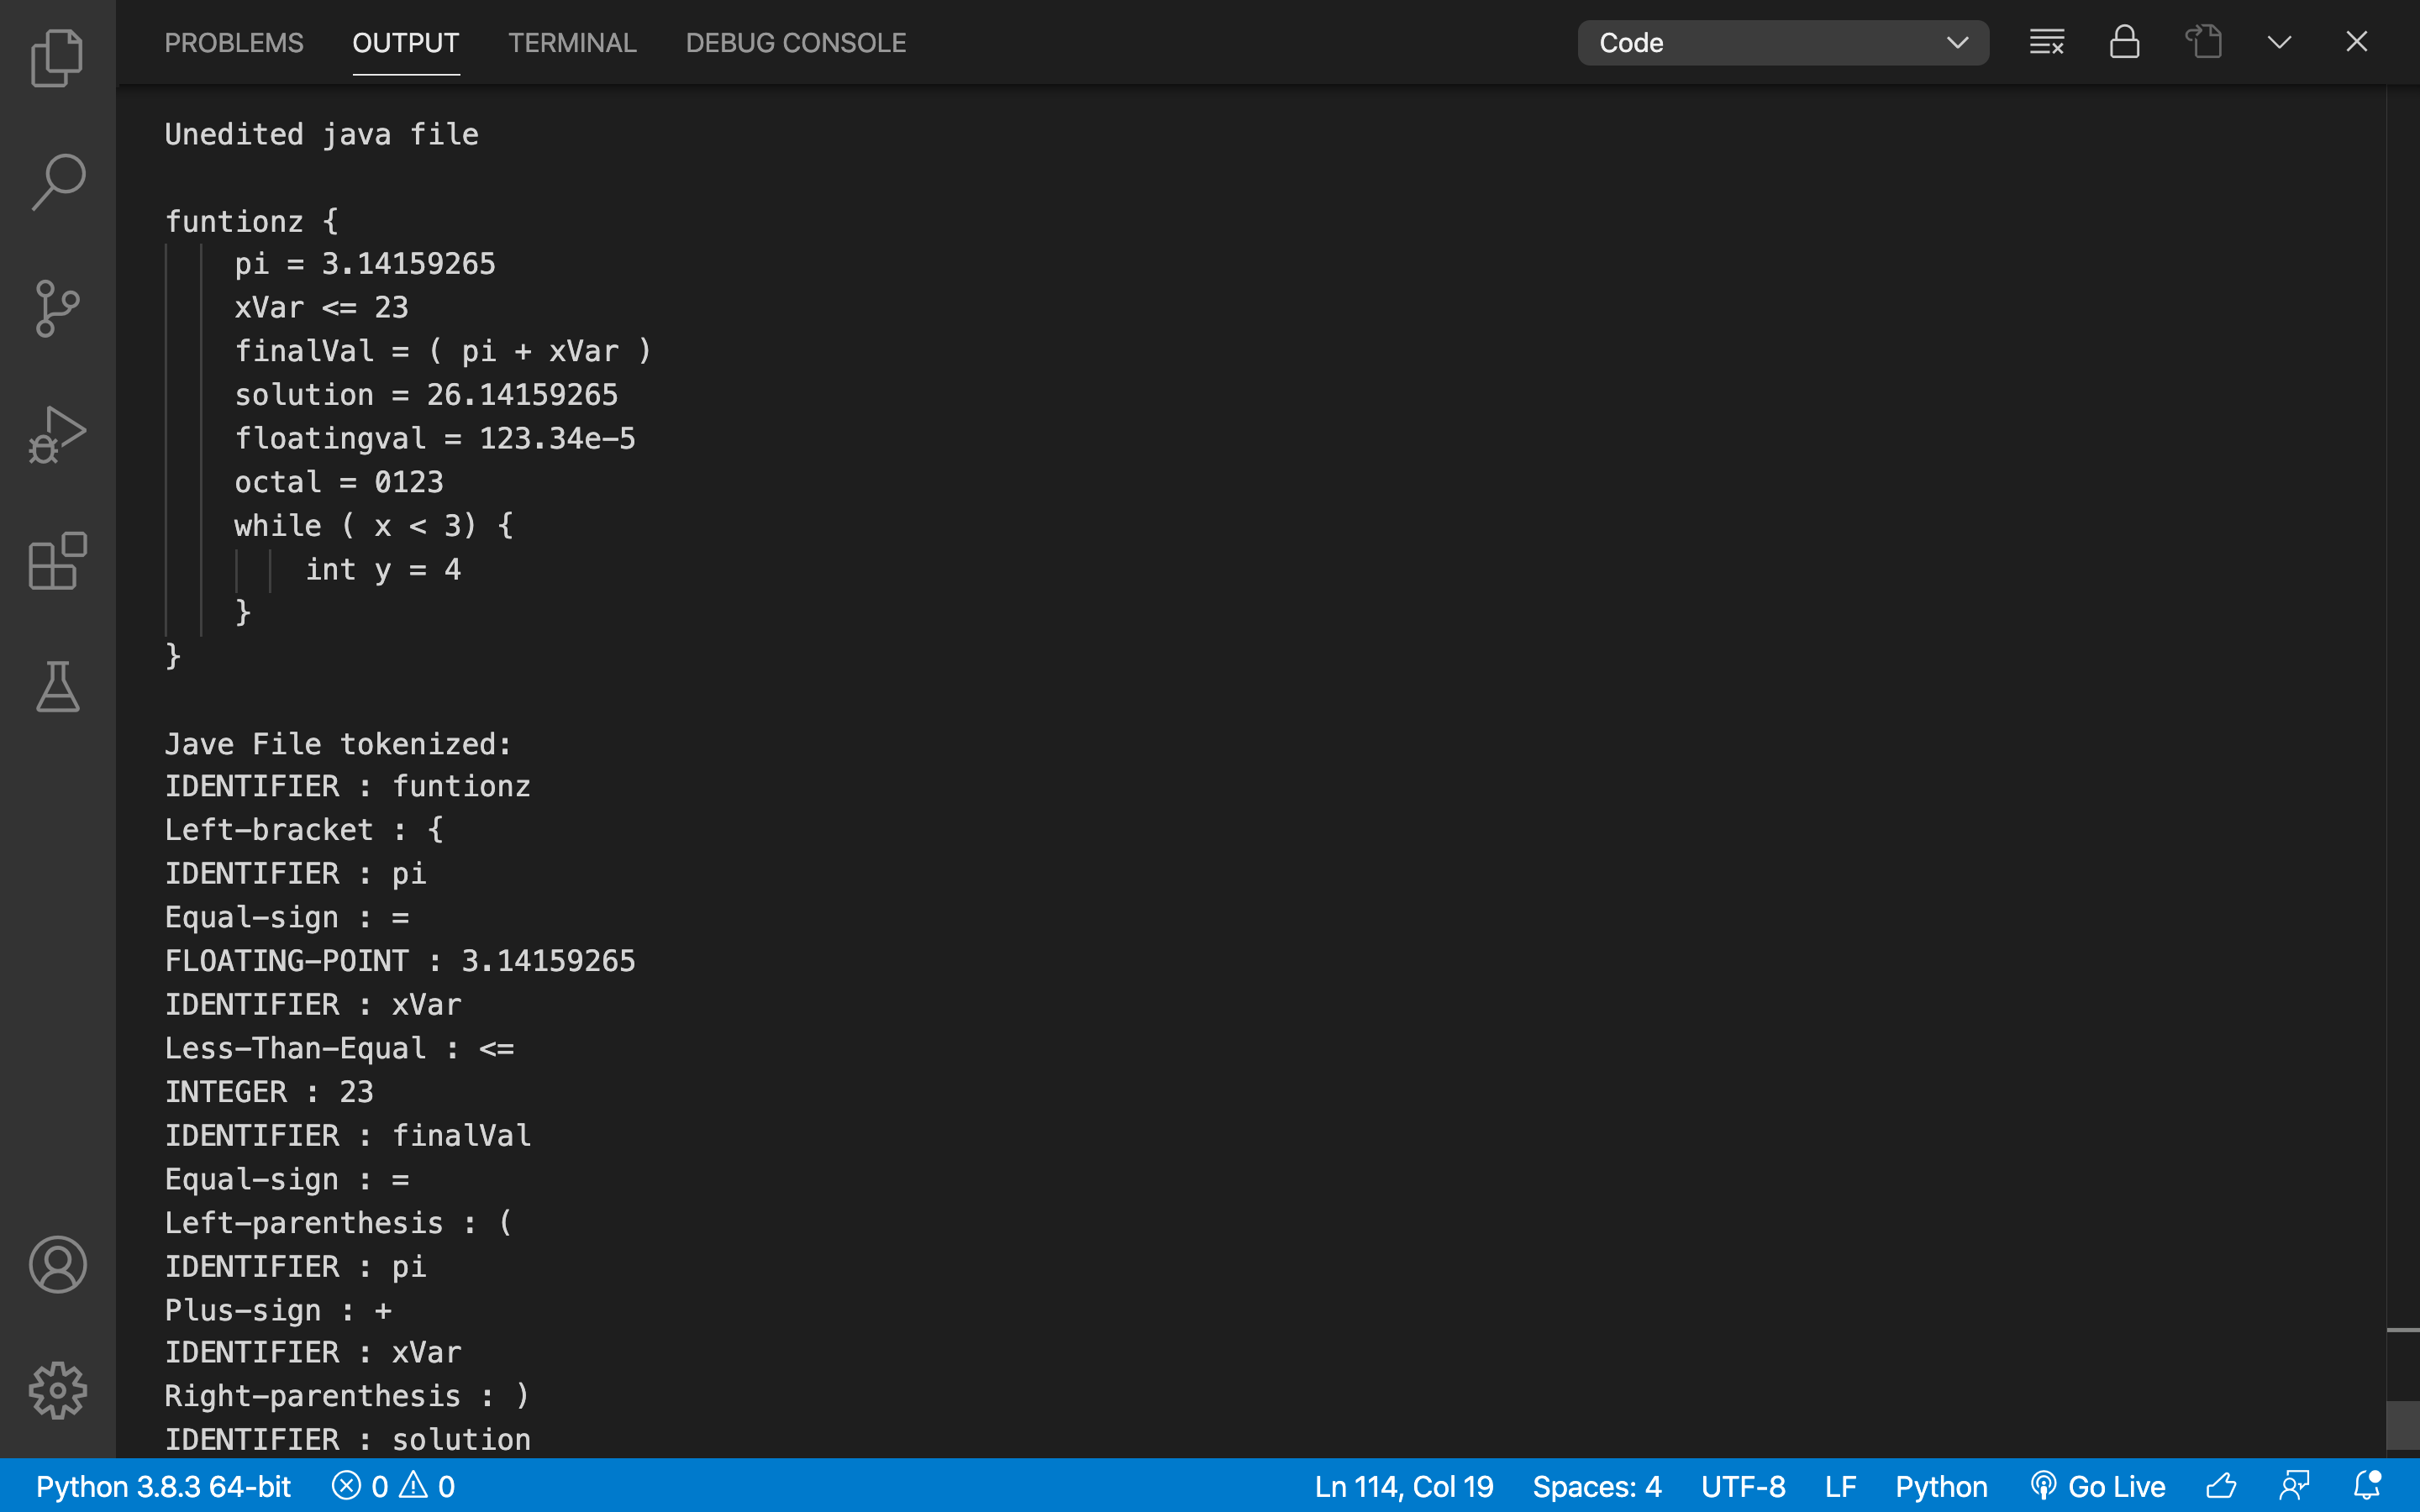 PROBLEMS OUTPUT TERMINAL DEBUG CONSOLE Code
Unedited java file
funtionz {
pi = 3.14159265
xVar <= 23
finalVal = ( pi + xVar )
solution = 26.14159265
floatingval = 123.34e-5
octal = 0123
while ( x < 3) {
int y = 4
}
}
Jave File tokenized:
IDENTIFIER : funtionz
Left-bracket : {
IDENTIFIER : pi
Equal-sign : =
FLOATING-POINT : 3.14159265
IDENTIFIER : xVar
Less-Than-Equal : <=
INTEGER : 23
IDENTIFIER : finalVal
Equal-sign : =
Left-parenthesis : (
IDENTIFIER : pi
Plus-sign : +
IDENTIFIER : xVar
Right-parenthesis : )
IDENTIFIER : solution
Python 3.8.3 64-bit 0 0 Ln 114, Col 19 Spaces: 4 UTF-8 LF Python Go Live